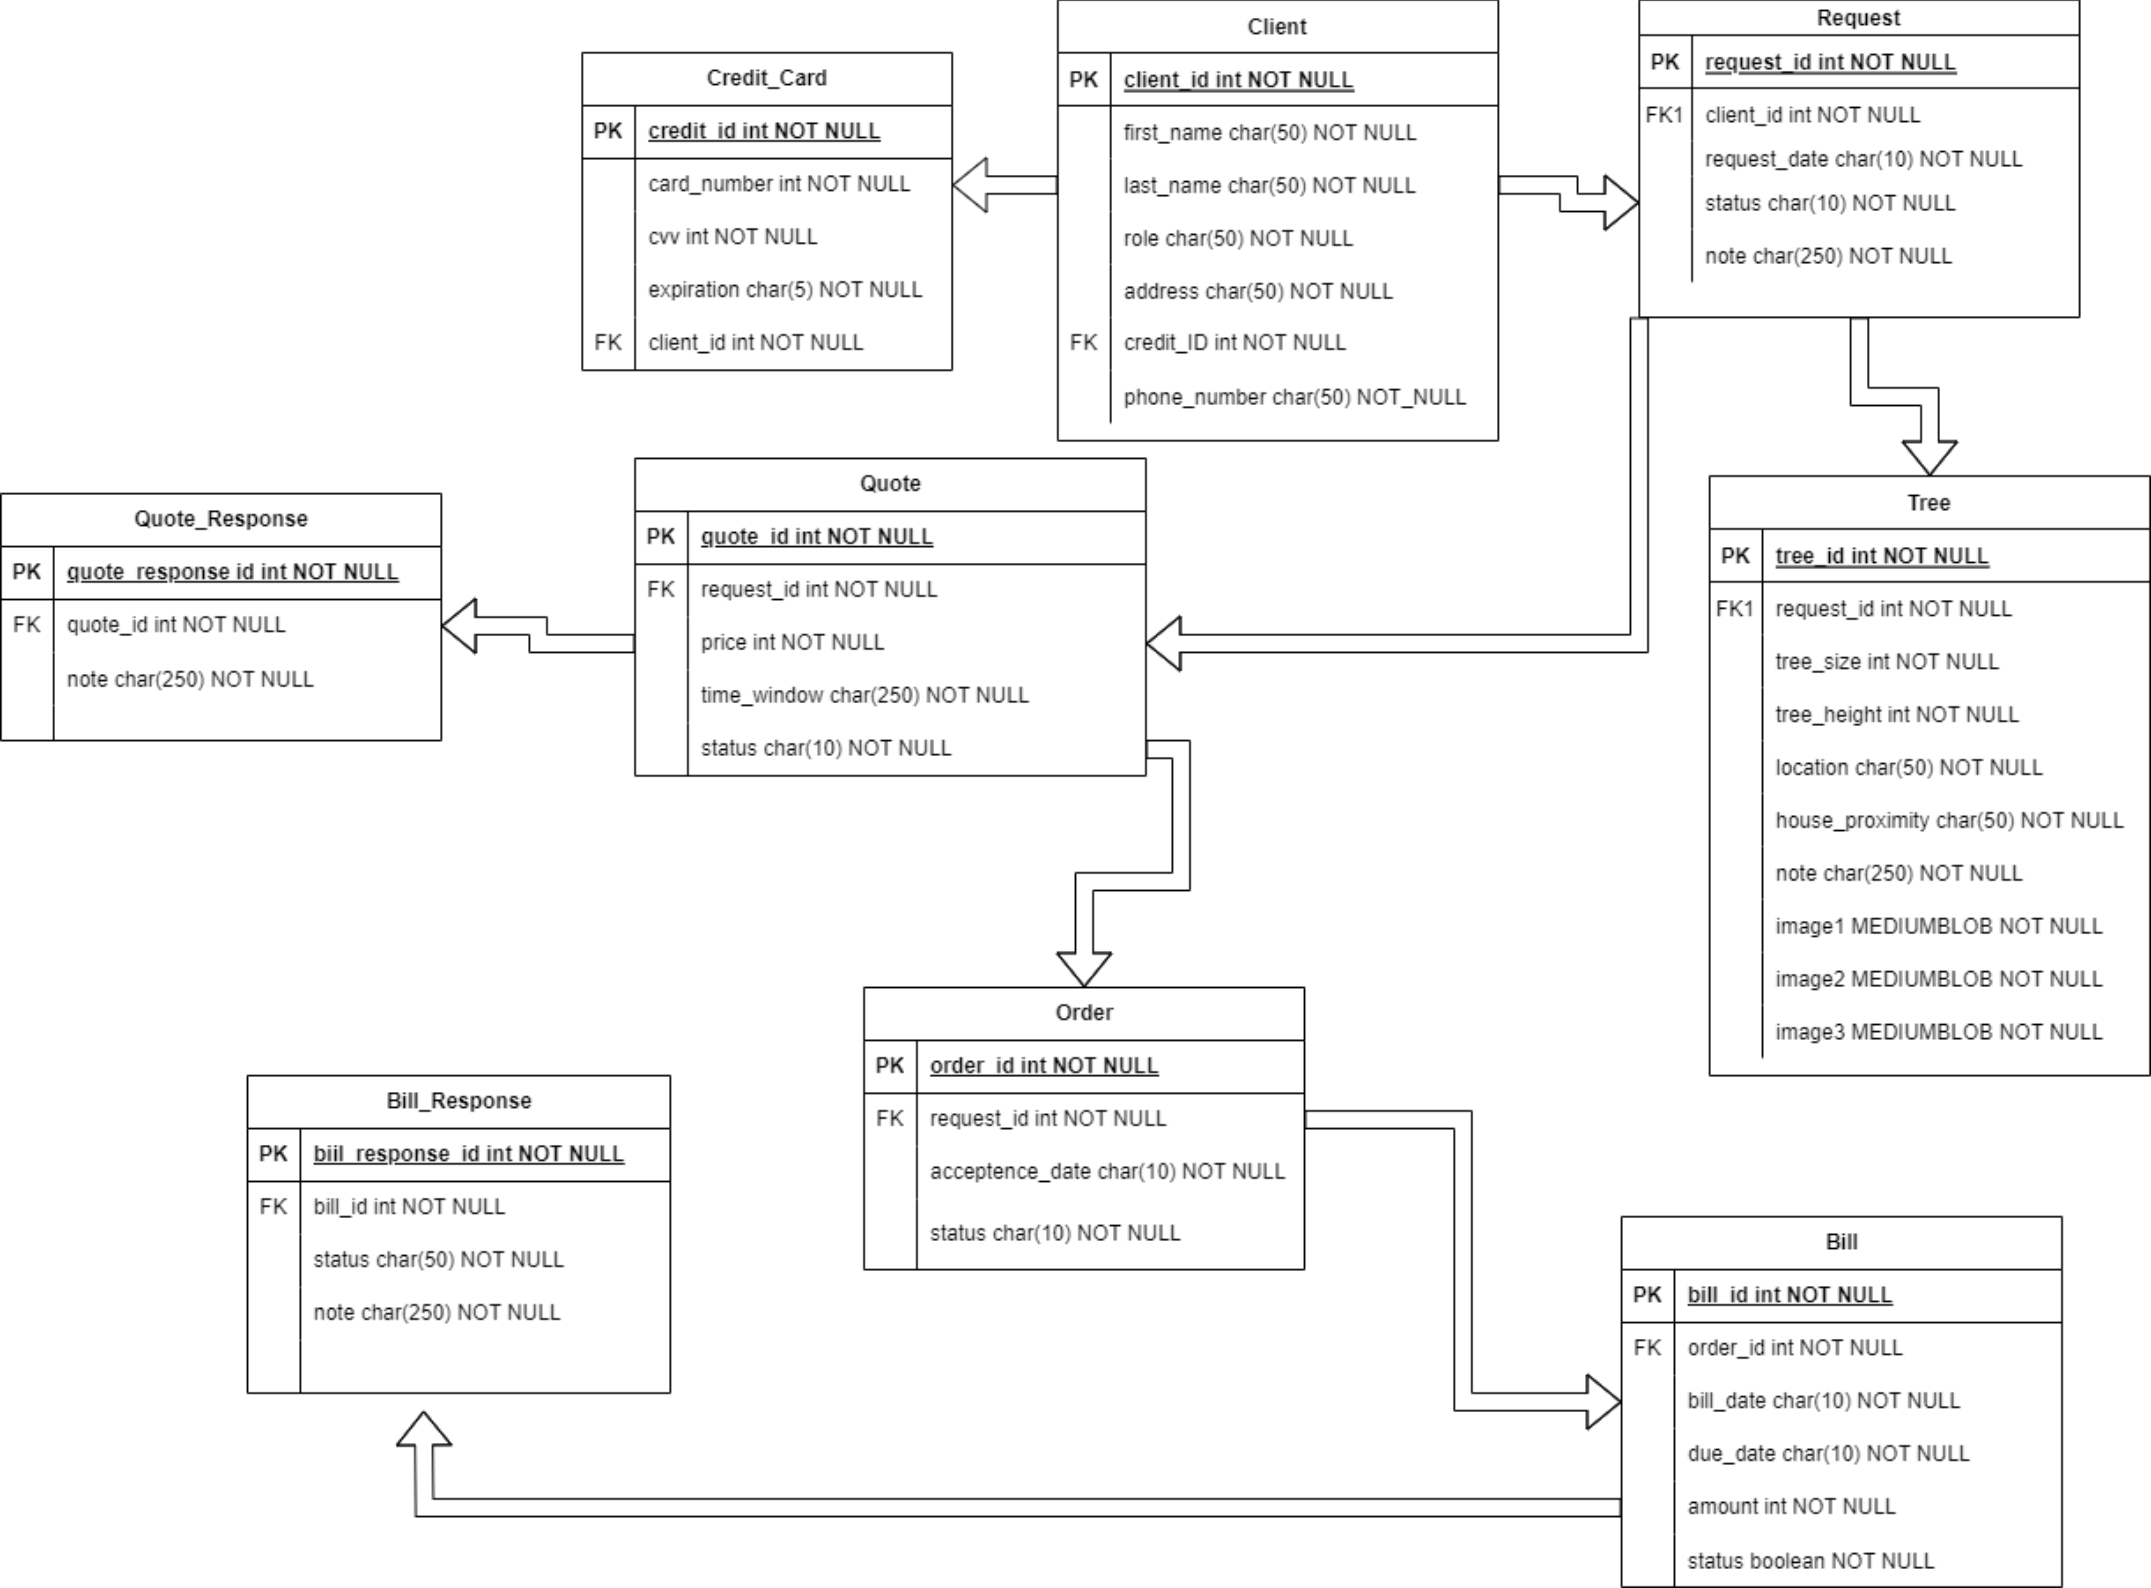 Credit_Card
PK credit_id int NOT NULL
card_number int NOT NULL
cvv int NOT NULL
expiration char(5) NOT NULL
FK client_id int NOT NULL
Client
PK client_id int NOT NULL
first_name char(50) NOT NULL
last_name char(50) NOT NULL
role char(50) NOT NULL
address char(50) NOT NULL
FK credit_ID int NOT NULL
phone_number char(50) NOT_NULL
Request
PK request_id int NOT NULL
FK1 client_id int NOT NULL
request_date char(10) NOT NULL
status char(10) NOT NULL
note char(250) NOT NULL
Quote_Response
PK quote_response id int NOT NULL
FK quote_id int NOT NULL
note char(250) NOT NULL
Quote
PK quote_id int NOT NULL
FK request_id int NOT NULL
price int NOT NULL
time_window char(250) NOT NULL
status char(10) NOT NULL
Tree
PK tree_id int NOT NULL
FK1 request_id int NOT NULL
tree_size int NOT NULL
tree_height int NOT NULL
location char(50) NOT NULL
house_proximity char(50) NOT NULL
note char(250) NOT NULL
image1 MEDIUMBLOB NOT NULL
image2 MEDIUMBLOB NOT NULL
image3 MEDIUMBLOB NOT NULL
Order
PK order_id int NOT NULL
FK request_id int NOT NULL
acceptence_date char(10) NOT NULL
status char(10) NOT NULL
Bill_Response
PK biil_response_id int NOT NULL
FK bill_id int NOT NULL
status char(50) NOT NULL
note char(250) NOT NULL
Bill
PK bill_id int NOT NULL
FK order_id int NOT NULL
bill_date char(10) NOT NULL
due_date char(10) NOT NULL
amount int NOT NULL
status boolean NOT NULL